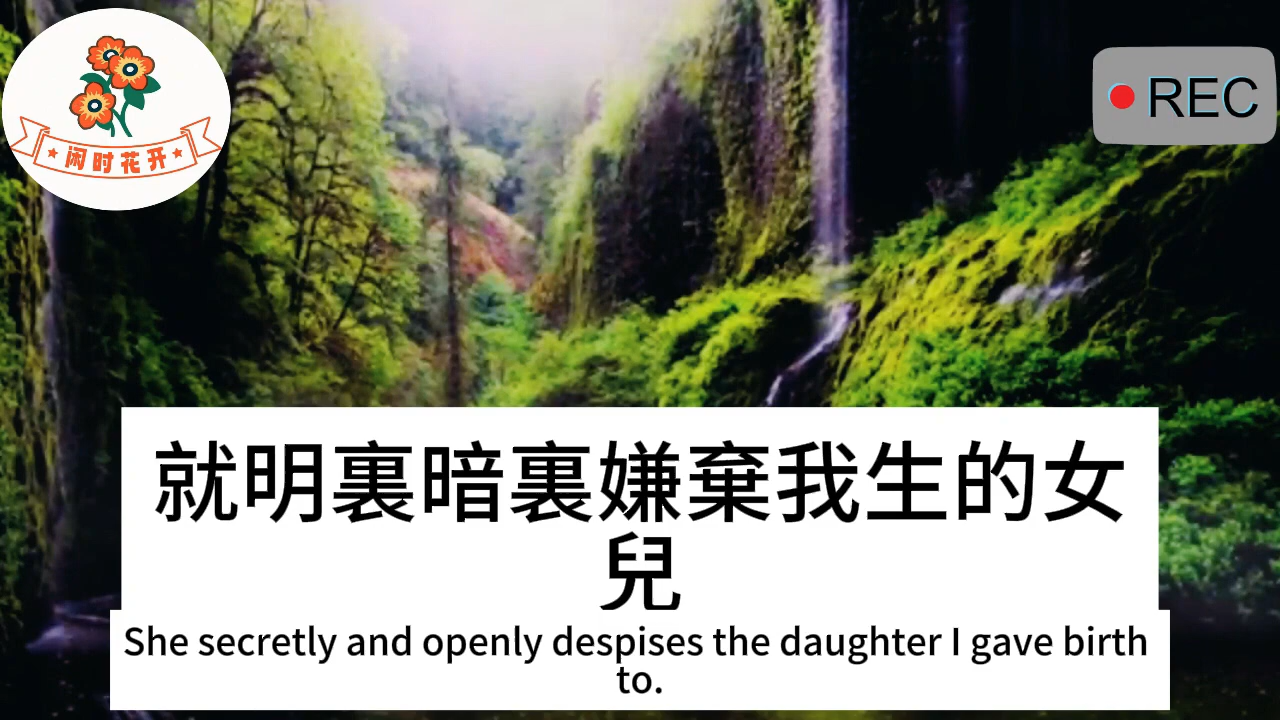 闲时花开
REC
就明裏暗裏嫌棄我生的女
兒
She secretly and openly despises the daughter I gave birth
to.